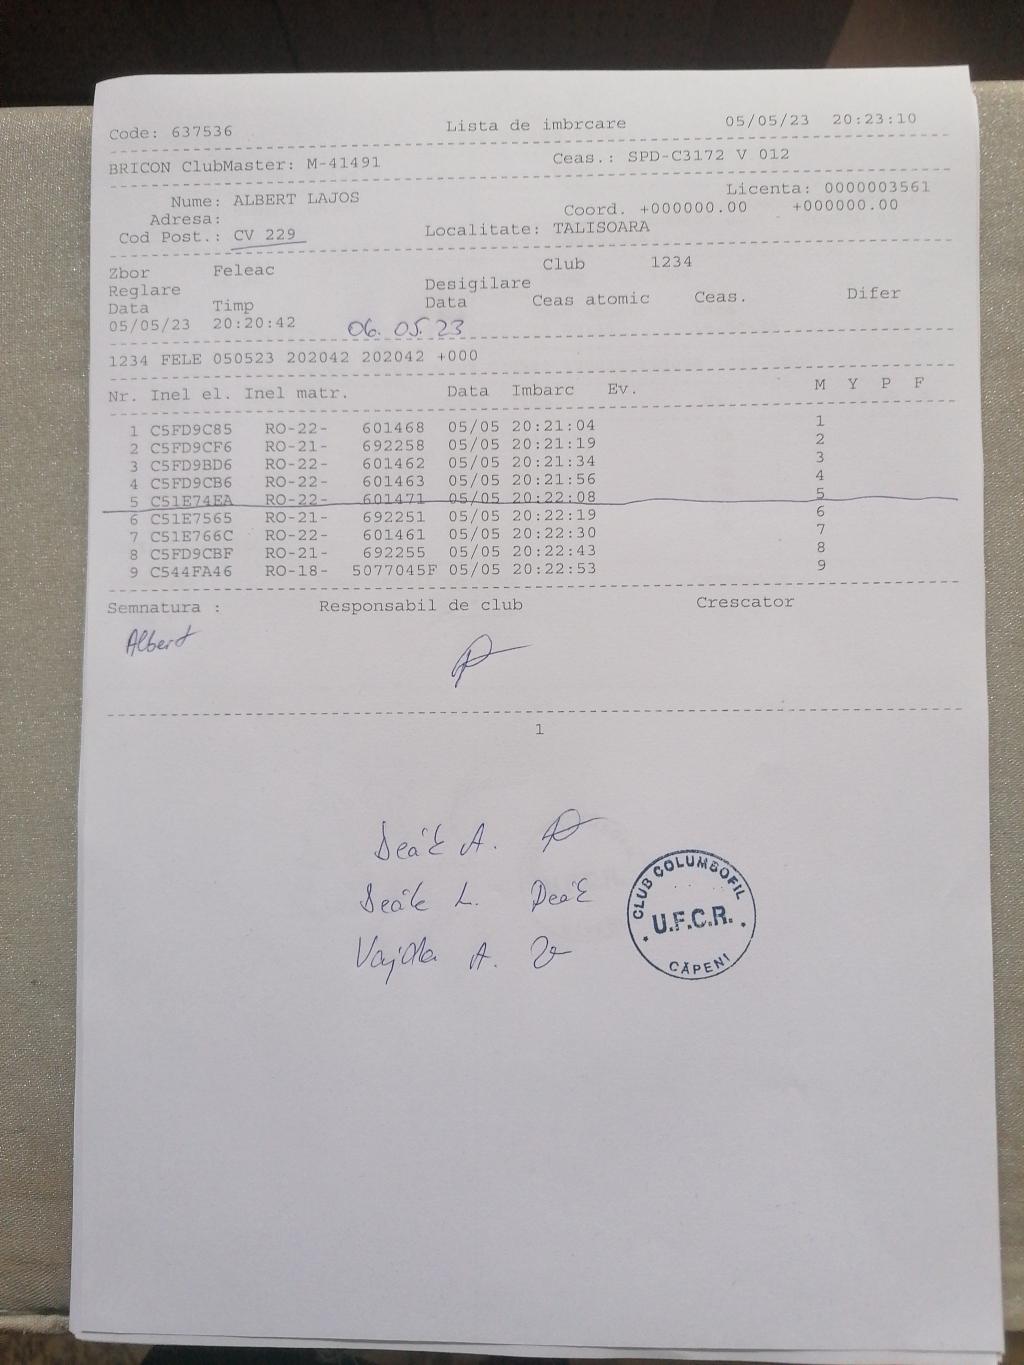 Code: 637536 Lista de imbrcare 05/05/23 20:23:10
BRICON ClubMaster: M-41491 Ceas.: SPD-C3172 V 012
Nume: ALBERT LAJOS Licenta: 0000003561
Adresa: Coord. +000000.00 +000000.00
Cod Post.: CV 229 Localitate: TALISOARA
Zbor Feleac Club 1234
Reglare Desigilare
Data Timp Data Ceas atomic Ceas. Difer
05/05/23 20:20:42 06.05.23
1234 FELE 050523 202042 202042 +000
Nr. Inel el. Inel matr. Data Imbarc Ev. M Y P F
1 C5FD9C85 RO-22- 601468 05/05 20:21:04 1
2 C5FD9CF6 RO-21- 692258 05/05 20:21:19 2
3 C5FD9BD6 RO-22- 601462 05/05 20:21:34 3
4 C5FD9CB6 RO-22- 601463 05/05 20:21:56 4
5 C51E74EA RO-22- 601471 05/05 20:22:08 5
6 C51E7565 RO-21- 692251 05/05 20:22:19 6
7 C51E766C RO-22- 601461 05/05 20:22:30 7
8 C5FD9CBF RO-21- 692255 05/05 20:22:43 8
9 C544FA46 RO-18- 5077045F 05/05 20:22:53 9
Semnatura : Responsabil de club Crescator
Albert
1
Deák A.
Deák L. Deák
Vajda A.
CLUB COLUMBOFIL
U.F.C.R.
CĂPENI